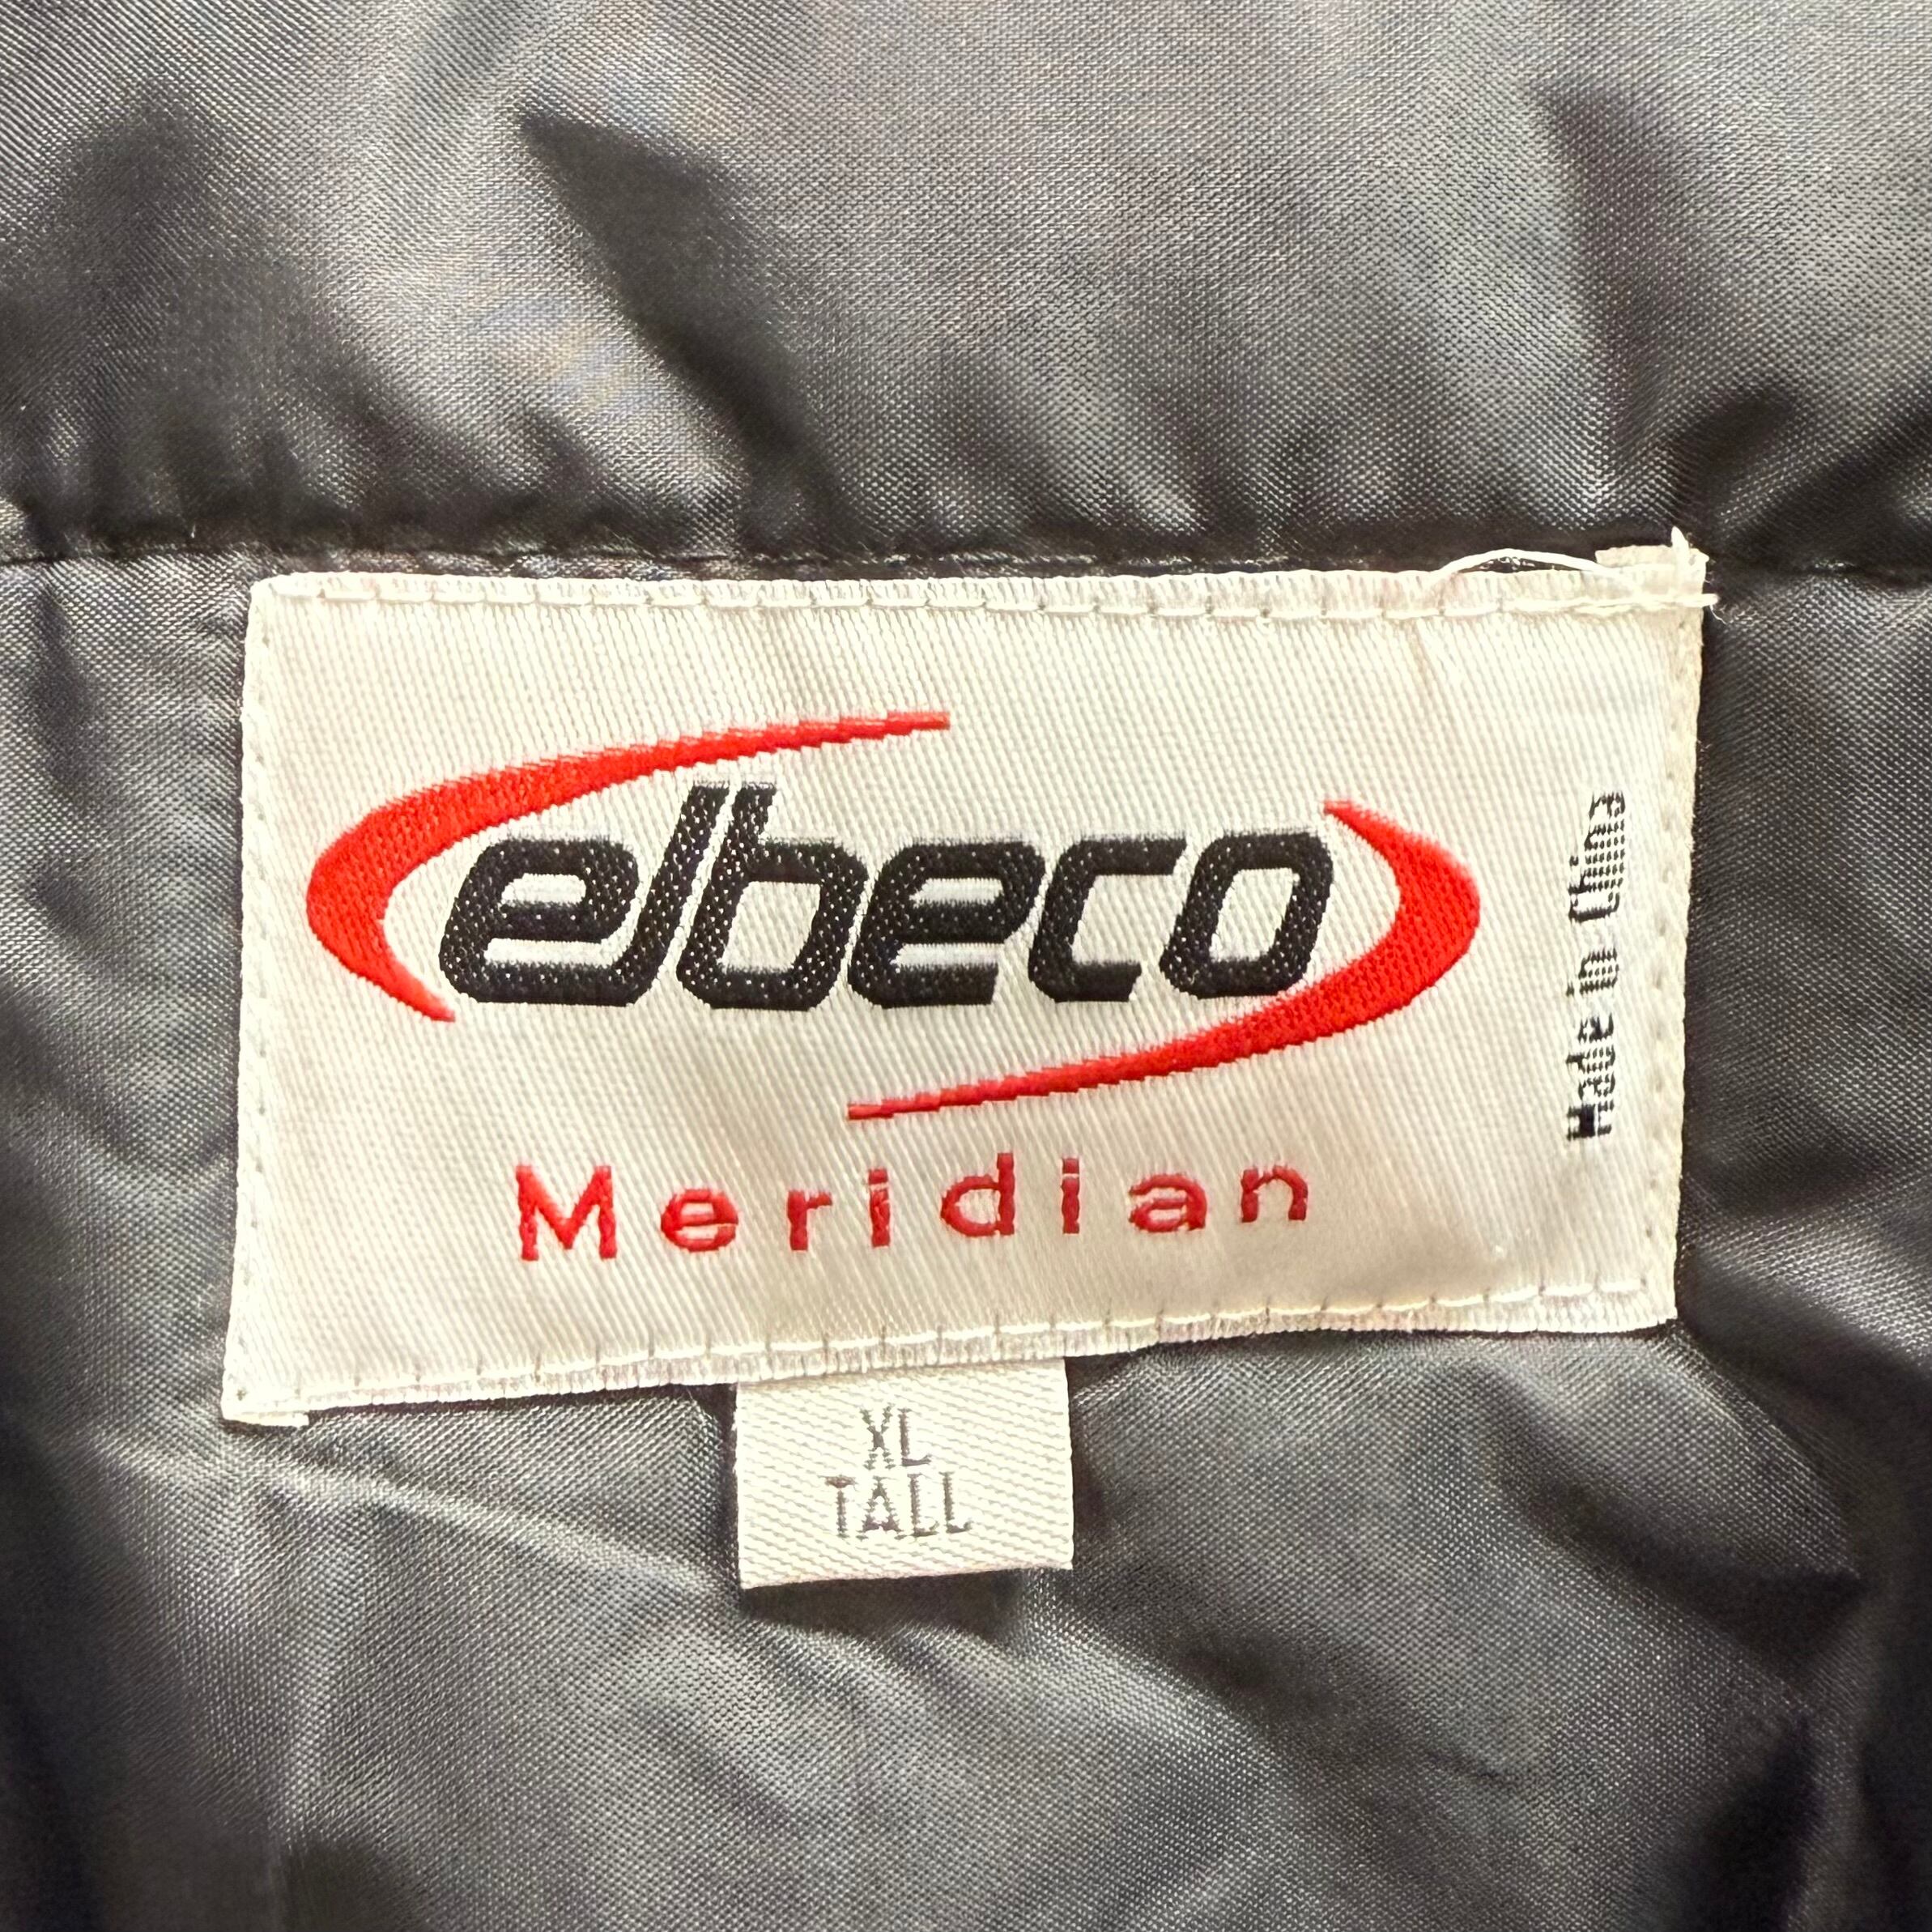 elbeco
Meridian
Made in China
XL
TALL